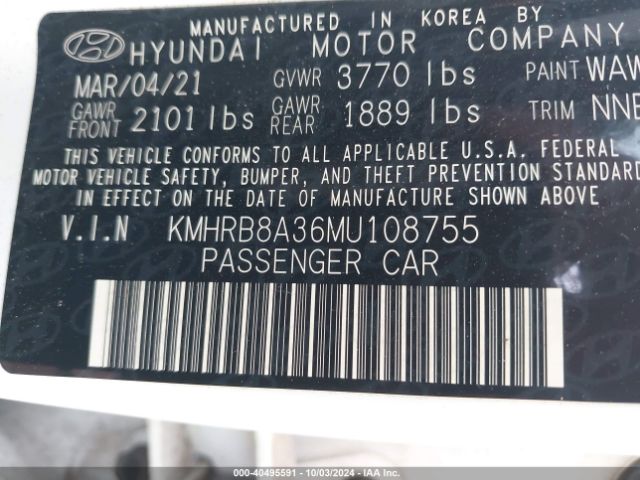 MANUFACTURED IN KOREA BY
HYUNDAI MOTOR COMPANY
MAR/04/21 GVWR 3770 lbs PAINT WAW
GAWR FRONT 2101 lbs GAWR REAR 1889 lbs TRIM
THIS VEHICLE CONFORMS TO ALL APPLICABLE U.S.A. FEDERAL
MOTOR VEHICLE SAFETY, BUMPER, AND THEFT PREVENTION STANDARD
IN EFFECT ON THE DATE OF MANUFACTURE SHOWN ABOVE
V.I.N KMHRB8A36MU108755
PASSENGER CAR
000-40495591 - 10/03/2024 - IAA Inc.